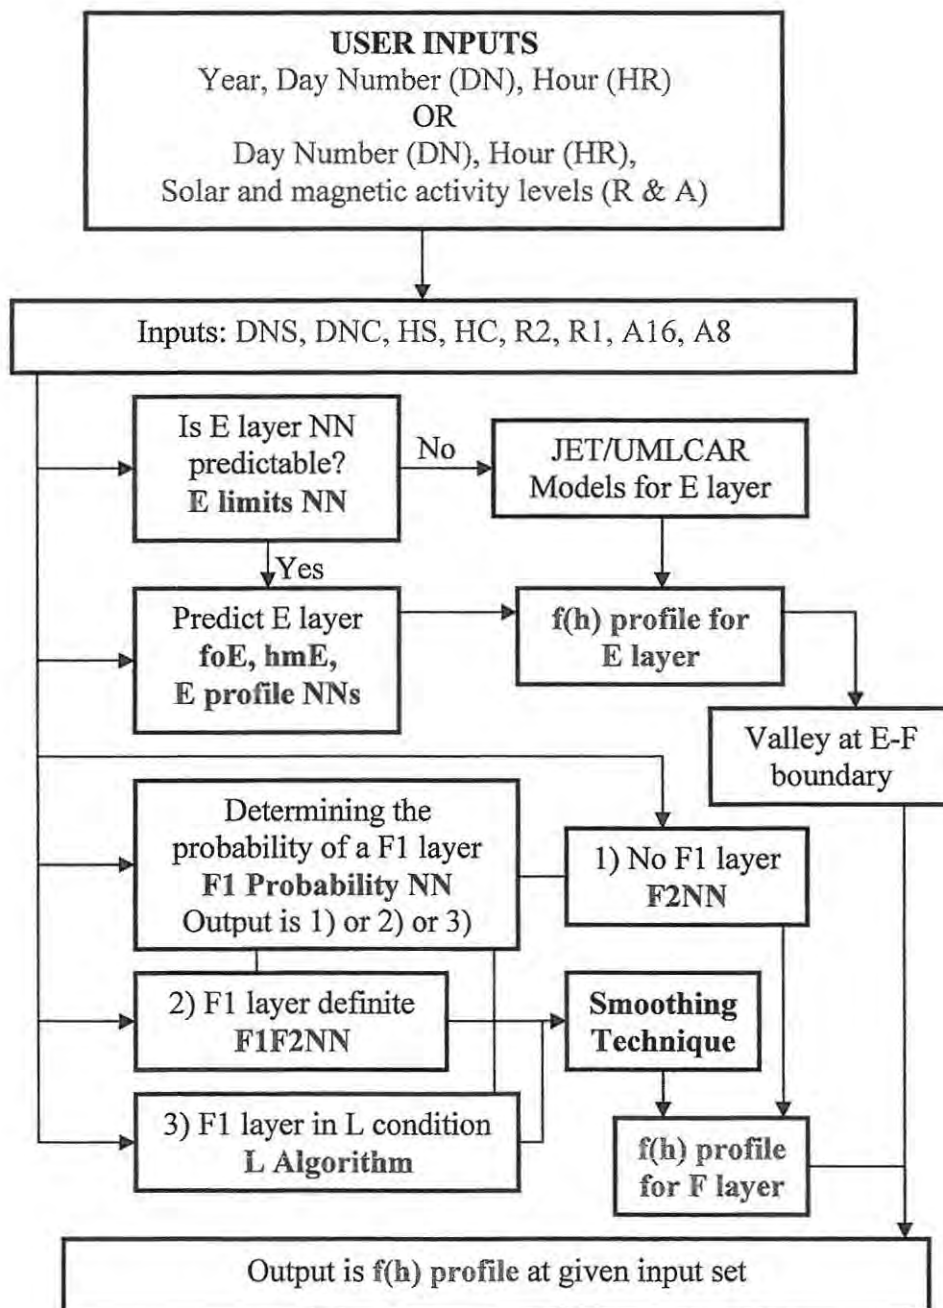 USER INPUTS
Year, Day Number (DN), Hour (HR)
OR
Day Number (DN), Hour (HR),
Solar and magnetic activity levels (R & A)
Inputs: DNS, DNC, HS, HC, R2, R1, A16, A8
Is E layer NN
predictable?
E limits NN
No
JET/UMLCAR
Models for E layer
Yes
Predict E layer
foE, hmE,
E profile NNs
f(h) profile for
E layer
Valley at E-F
boundary
Determining the
probability of a F1 layer
F1 Probability NN
Output is 1) or 2) or 3)
1) No F1 layer
F2NN
2) F1 layer definite
F1F2NN
Smoothing
Technique
3) F1 layer in L condition
L Algorithm
f(h) profile
for F layer
Output is f(h) profile at given input set